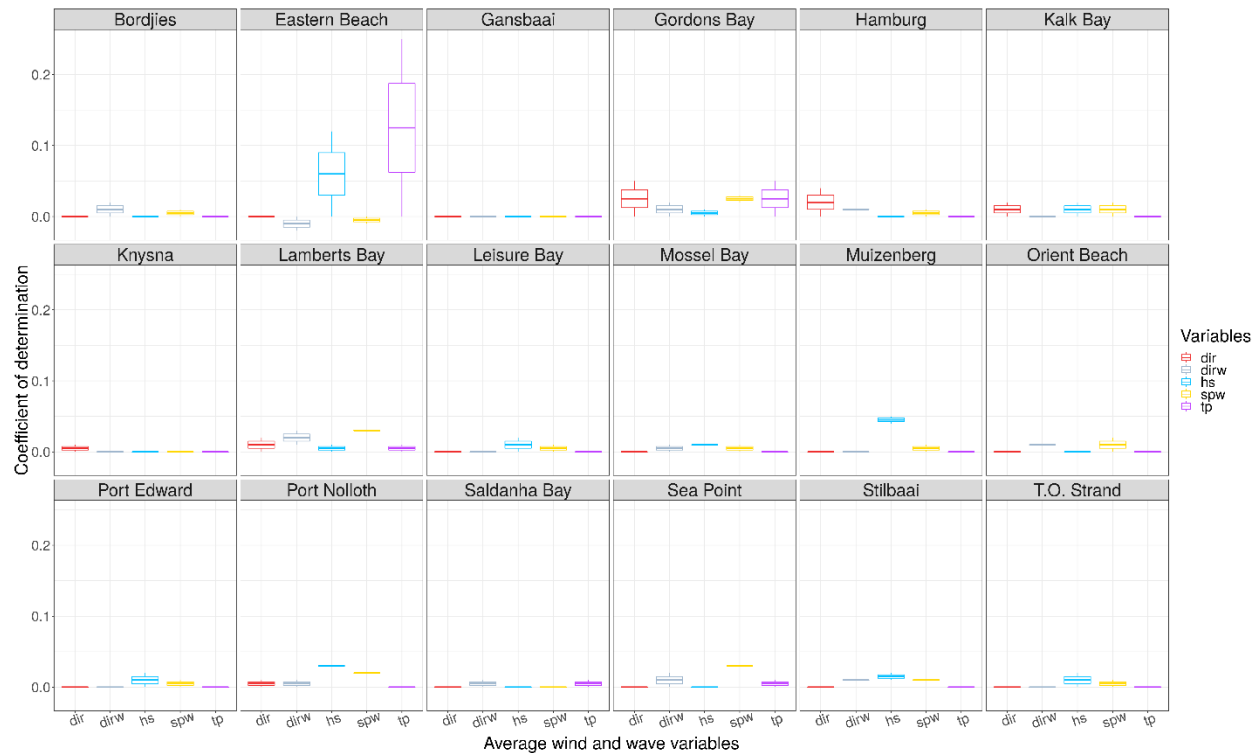 Bordjies Eastern Beach Gansbaai Gordons Bay Hamburg Kalk Bay
0.2
0.1
0.0
Knysna Lamberts Bay Leisure Bay Mossel Bay Muizenberg Orient Beach
0.2
0.1
0.0
Port Edward Port Nolloth Saldanha Bay Sea Point Stilbaai T.O. Strand
0.2
0.1
0.0
dir dirw hs spw tp dir dirw hs spw tp dir dirw hs spw tp dir dirw hs spw tp dir dirw hs spw tp dir dirw hs spw tp
Average wind and wave variables
Coefficient of determination
Variables
dir
dirw
hs
spw
tp